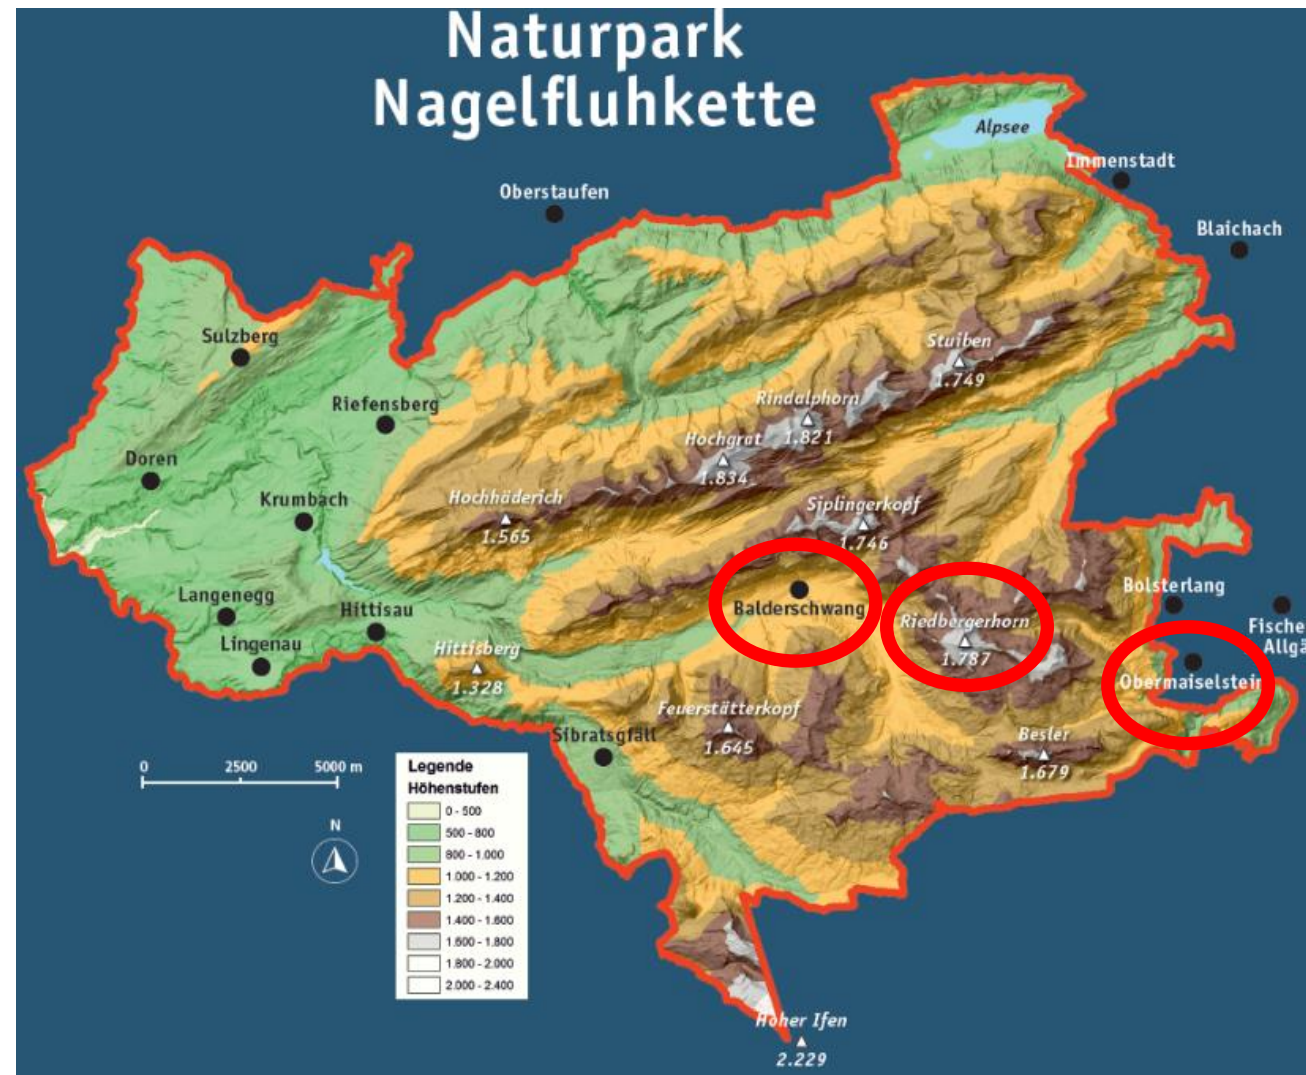 Naturpark
Nagelfluhkette
Alpsee
Immenstadt
Oberstaufen
Blaichach
Sulzberg
Stuiben
1.749
Riefensberg
Rindalphorn
1.821
Hochgrat
1.834
Doren
Krumbach
Hochhäderich
1.565
Siplingerkopf
1.746
Bolsterlang
Langenegg
Hittisau
Balderschwang
Riedbergerhorn
1.787
Fische
Allgä
Lingenau
Hittisberg
1.328
Obermaiselstein
Feuerstätterkopf
1.645
Sibratsgfäll
Besler
1.679
0 2500 5000 m
N
Legende
Höhenstufen
0 - 500
500 - 800
800 - 1.000
1.000 - 1.200
1.200 - 1.400
1.400 - 1.600
1.600 - 1.800
1.800 - 2.000
2.000 - 2.400
Hoher Ifen
2.229